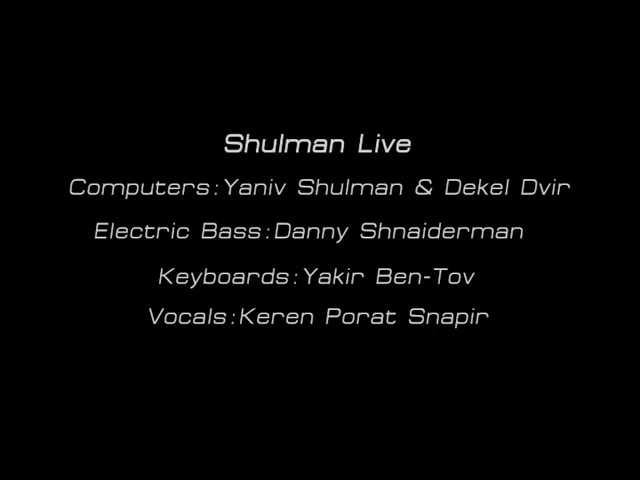 Shulman Live
Computers:Yaniv Shulman & Dekel Dvir
Electric Bass:Danny Shnaiderman
Keyboards:Yakir Ben-Tov
Vocals:Keren Porat Snapir